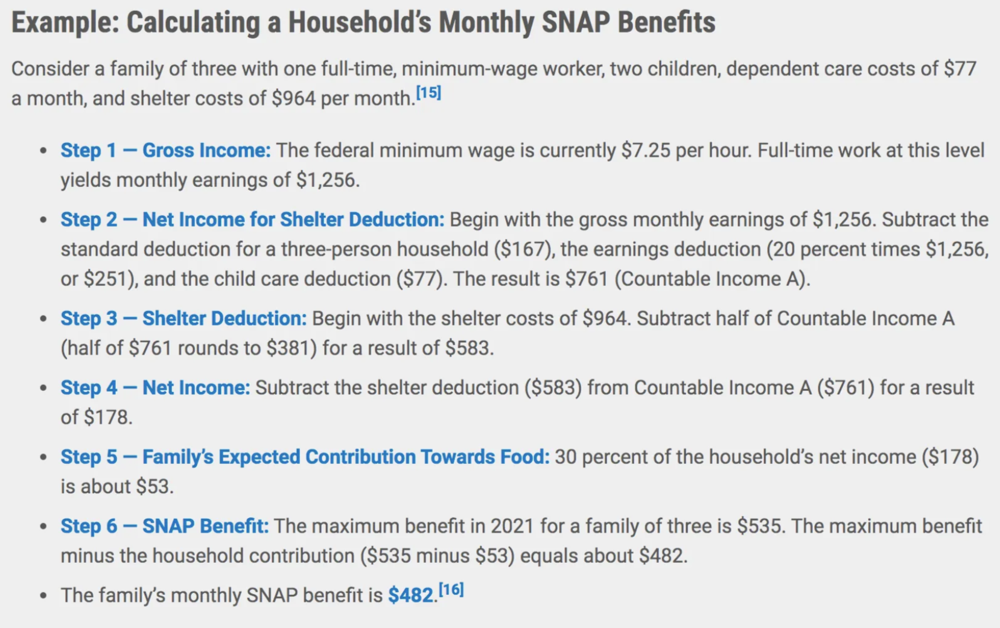 Example: Calculating a Household’s Monthly SNAP Benefits
Consider a family of three with one full-time, minimum-wage worker, two children, dependent care costs of $77
a month, and shelter costs of $964 per month.[15]
• Step 1 — Gross Income: The federal minimum wage is currently $7.25 per hour. Full-time work at this level
yields monthly earnings of $1,256.
• Step 2 — Net Income for Shelter Deduction: Begin with the gross monthly earnings of $1,256. Subtract the
standard deduction for a three-person household ($167), the earnings deduction (20 percent times $1,256,
or $251), and the child care deduction ($77). The result is $761 (Countable Income A).
• Step 3 — Shelter Deduction: Begin with the shelter costs of $964. Subtract half of Countable Income A
(half of $761 rounds to $381) for a result of $583.
• Step 4 — Net Income: Subtract the shelter deduction ($583) from Countable Income A ($761) for a result
of $178.
• Step 5 — Family’s Expected Contribution Towards Food: 30 percent of the household’s net income ($178)
is about $53.
• Step 6 — SNAP Benefit: The maximum benefit in 2021 for a family of three is $535. The maximum benefit
minus the household contribution ($535 minus $53) equals about $482.
• The family’s monthly SNAP benefit is $482.[16]